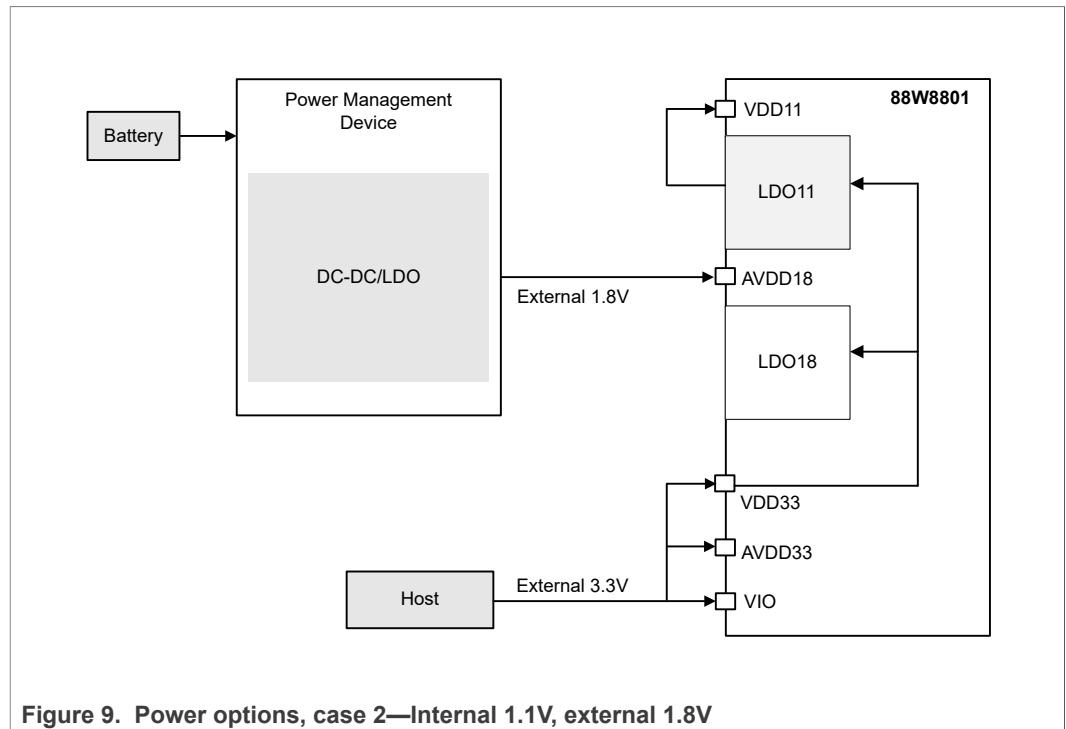 Battery
Power Management
Device
DC-DC/LDO
External 1.8V
88W8801
VDD11
LDO11
AVDD18
LDO18
VDD33
AVDD33
VIO
Host
External 3.3V
Figure 9. Power options, case 2—Internal 1.1V, external 1.8V